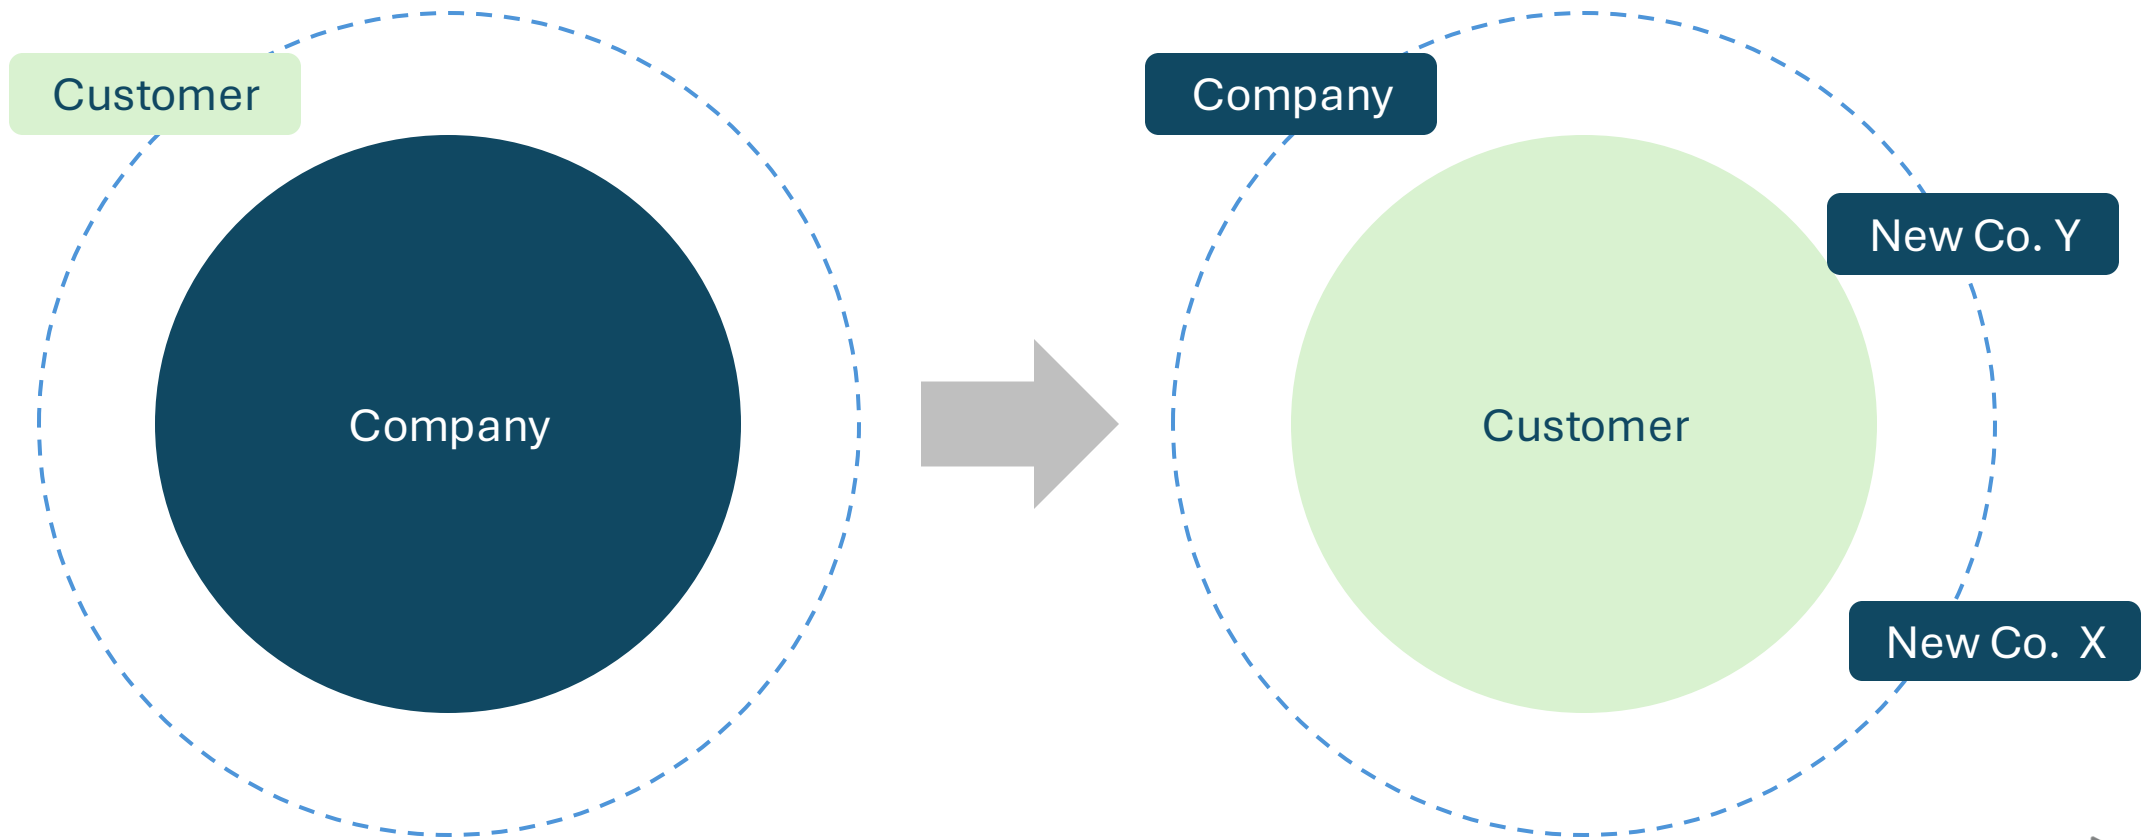 Customer
Company
Company
New Co. Y
Customer
New Co. X